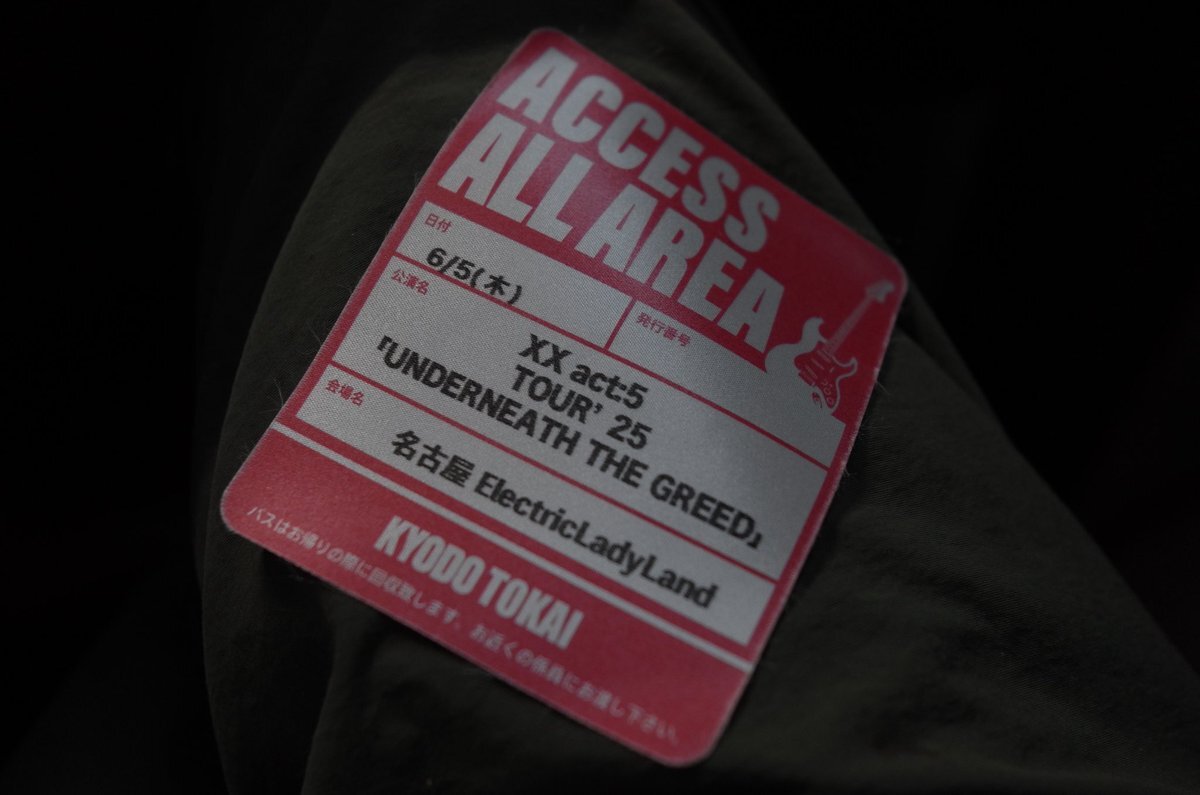 ACCESS
ALL AREA
日付
6/5(木)
発行番号
公演名
XX act:5
TOUR' 25
『UNDERNEATH THE GREED』
会場名
名古屋 ElectricLadyLand
KYODO TOKAI
パスはお帰りの際に回収致します、お近くの係員にお渡し下さい。